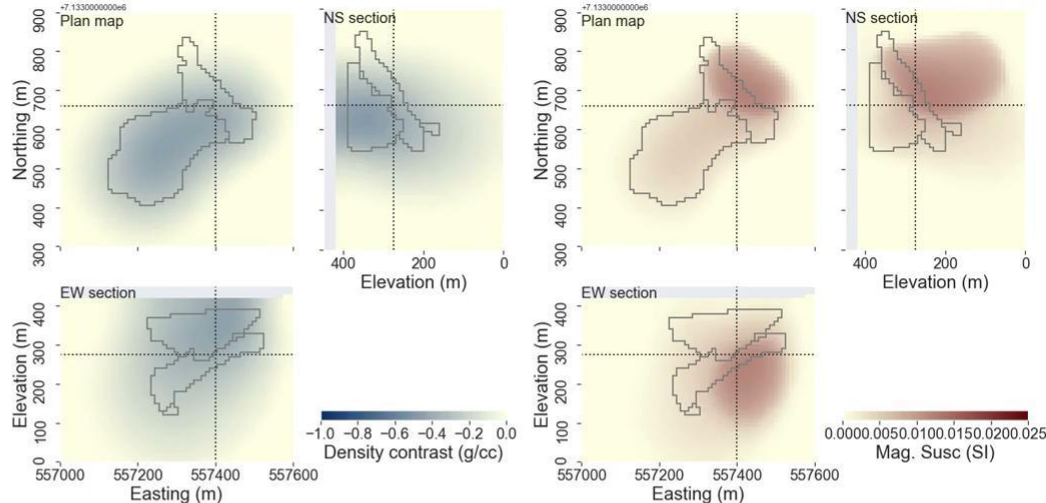 +7.1330000000e6
Plan map
NS section
900
800
700
600
500
400
300
Northing (m)
400
200
0
Elevation (m)
EW section
400
300
200
100
0
Elevation (m)
557000
557200
557400
557600
Easting (m)
−1.0 −0.8 −0.6 −0.4 −0.2 0.0
Density contrast (g/cc)
+7.1330000000e6
Plan map
NS section
900
800
700
600
500
400
300
Northing (m)
400
200
0
Elevation (m)
EW section
400
300
200
100
0
Elevation (m)
557000
557200
557400
557600
Easting (m)
0.0000.0050.0100.0150.0200.025
Mag. Susc (SI)